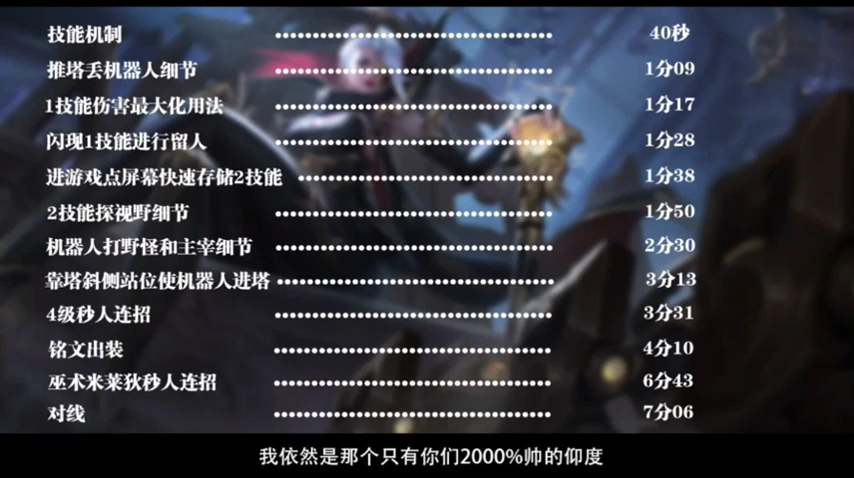 技能机制 ………………………………………… 40秒
推塔丢机器人细节 ………………………………………… 1分09
1技能伤害最大化用法 ………………………………………… 1分17
闪现1技能进行留人 ………………………………………… 1分28
进游戏点屏幕快速存储2技能 ………………………………………… 1分38
2技能探视野细节 ………………………………………… 1分50
机器人打野怪和主宰细节 ………………………………………… 2分30
靠塔斜侧站位使机器人进塔 ………………………………………… 3分13
4级秒人连招 ………………………………………… 3分31
铭文出装 ………………………………………… 4分10
巫术米莱狄秒人连招 ………………………………………… 6分43
对线 ………………………………………… 7分06
我依然是那个只有你们2000%帅的仰度